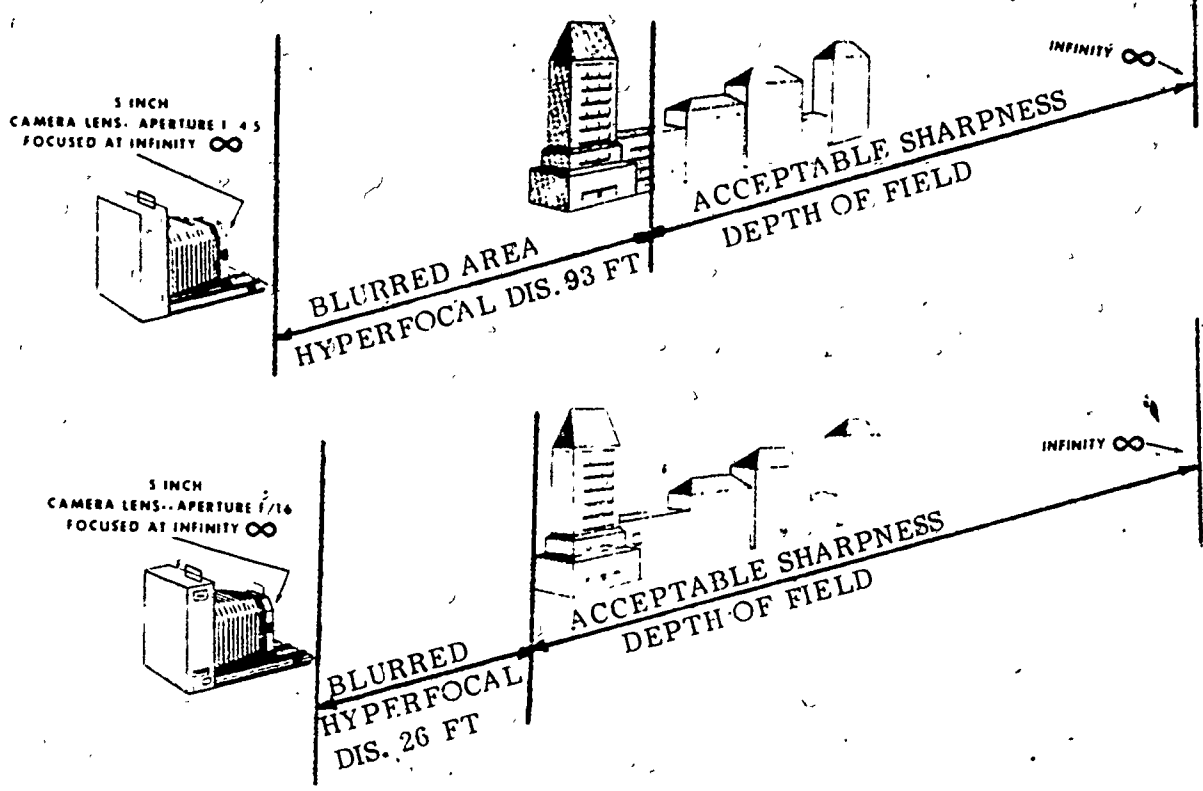 5 INCH
CAMERA LENS- APERTURE 1 4 5
FOCUSED AT INFINITY ∞
INFINITY ∞
ACCEPTABLE SHARPNESS
DEPTH OF FIELD
BLURRED AREA
HYPERFOCAL DIS. 93 FT
5 INCH
CAMERA LENS-- APERTURE f/16
FOCUSED AT INFINITY ∞
INFINITY ∞
ACCEPTABLE SHARPNESS
DEPTH OF FIELD
BLURRED
HYPERFOCAL
DIS. 26 FT